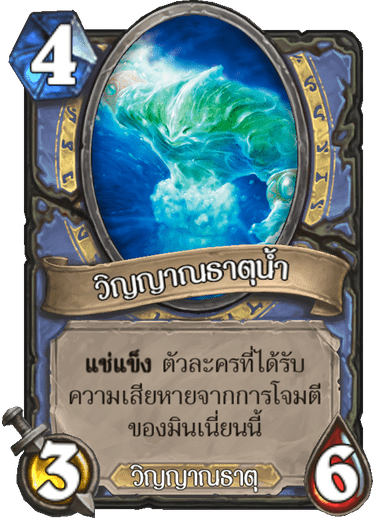 4
วิญญาณธาตุน้ำ
แช่แข็ง ตัวละครที่ได้รับ
ความเสียหายจากการโจมตี
ของมินเนี่ยนนี้
3
วิญญาณธาตุ
6